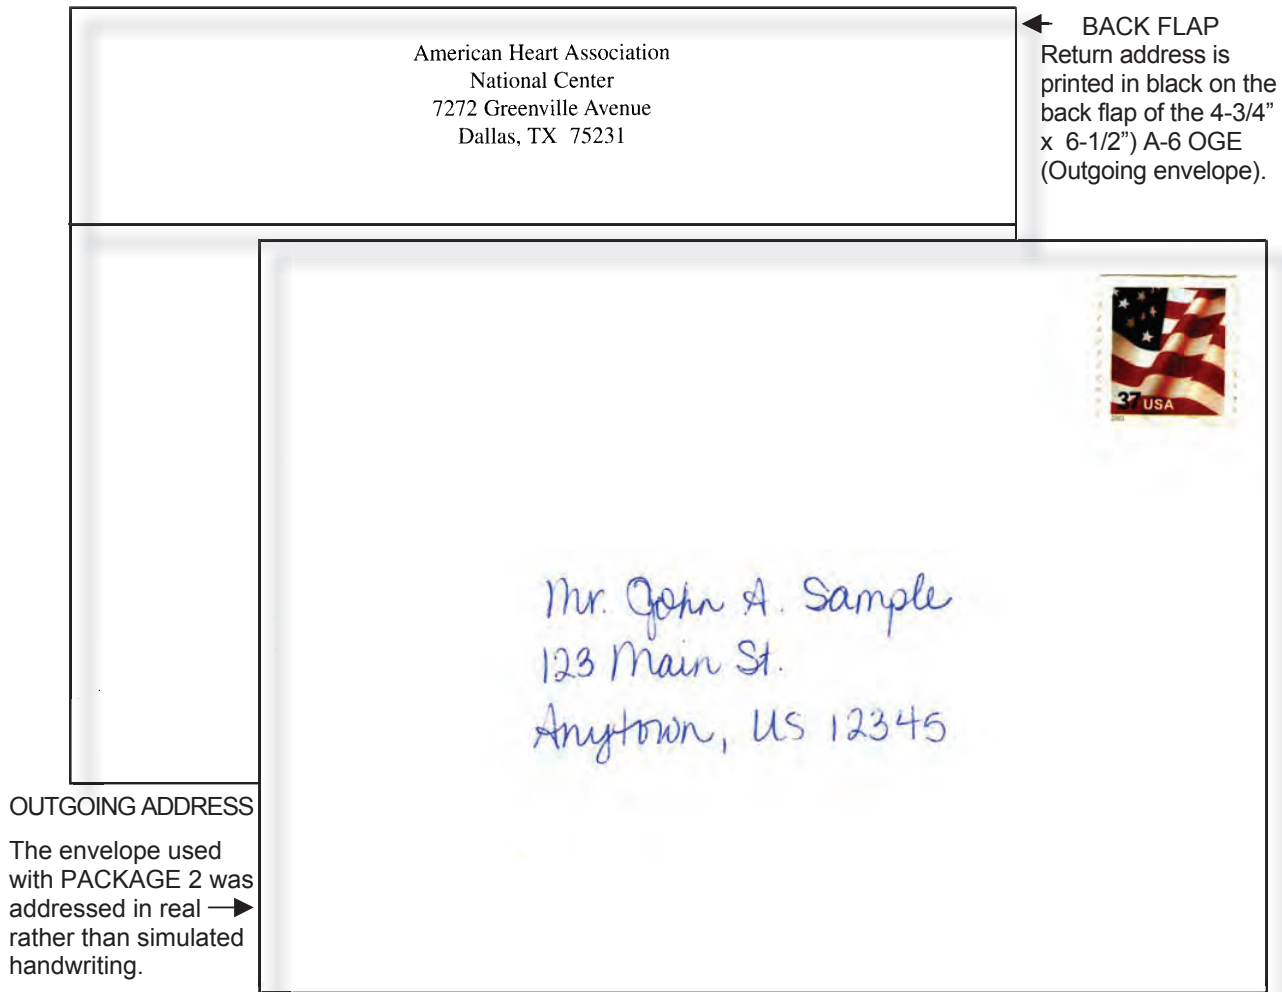 American Heart Association
National Center
7272 Greenville Avenue
Dallas, TX 75231
BACK FLAP
Return address is
printed in black on the
back flap of the 4-3/4”
x 6-1/2”) A-6 OGE
(Outgoing envelope).
37 USA
Mr. John A. Sample
123 Main St.
Anytown, US 12345
OUTGOING ADDRESS
The envelope used
with PACKAGE 2 was
addressed in real
rather than simulated
handwriting.